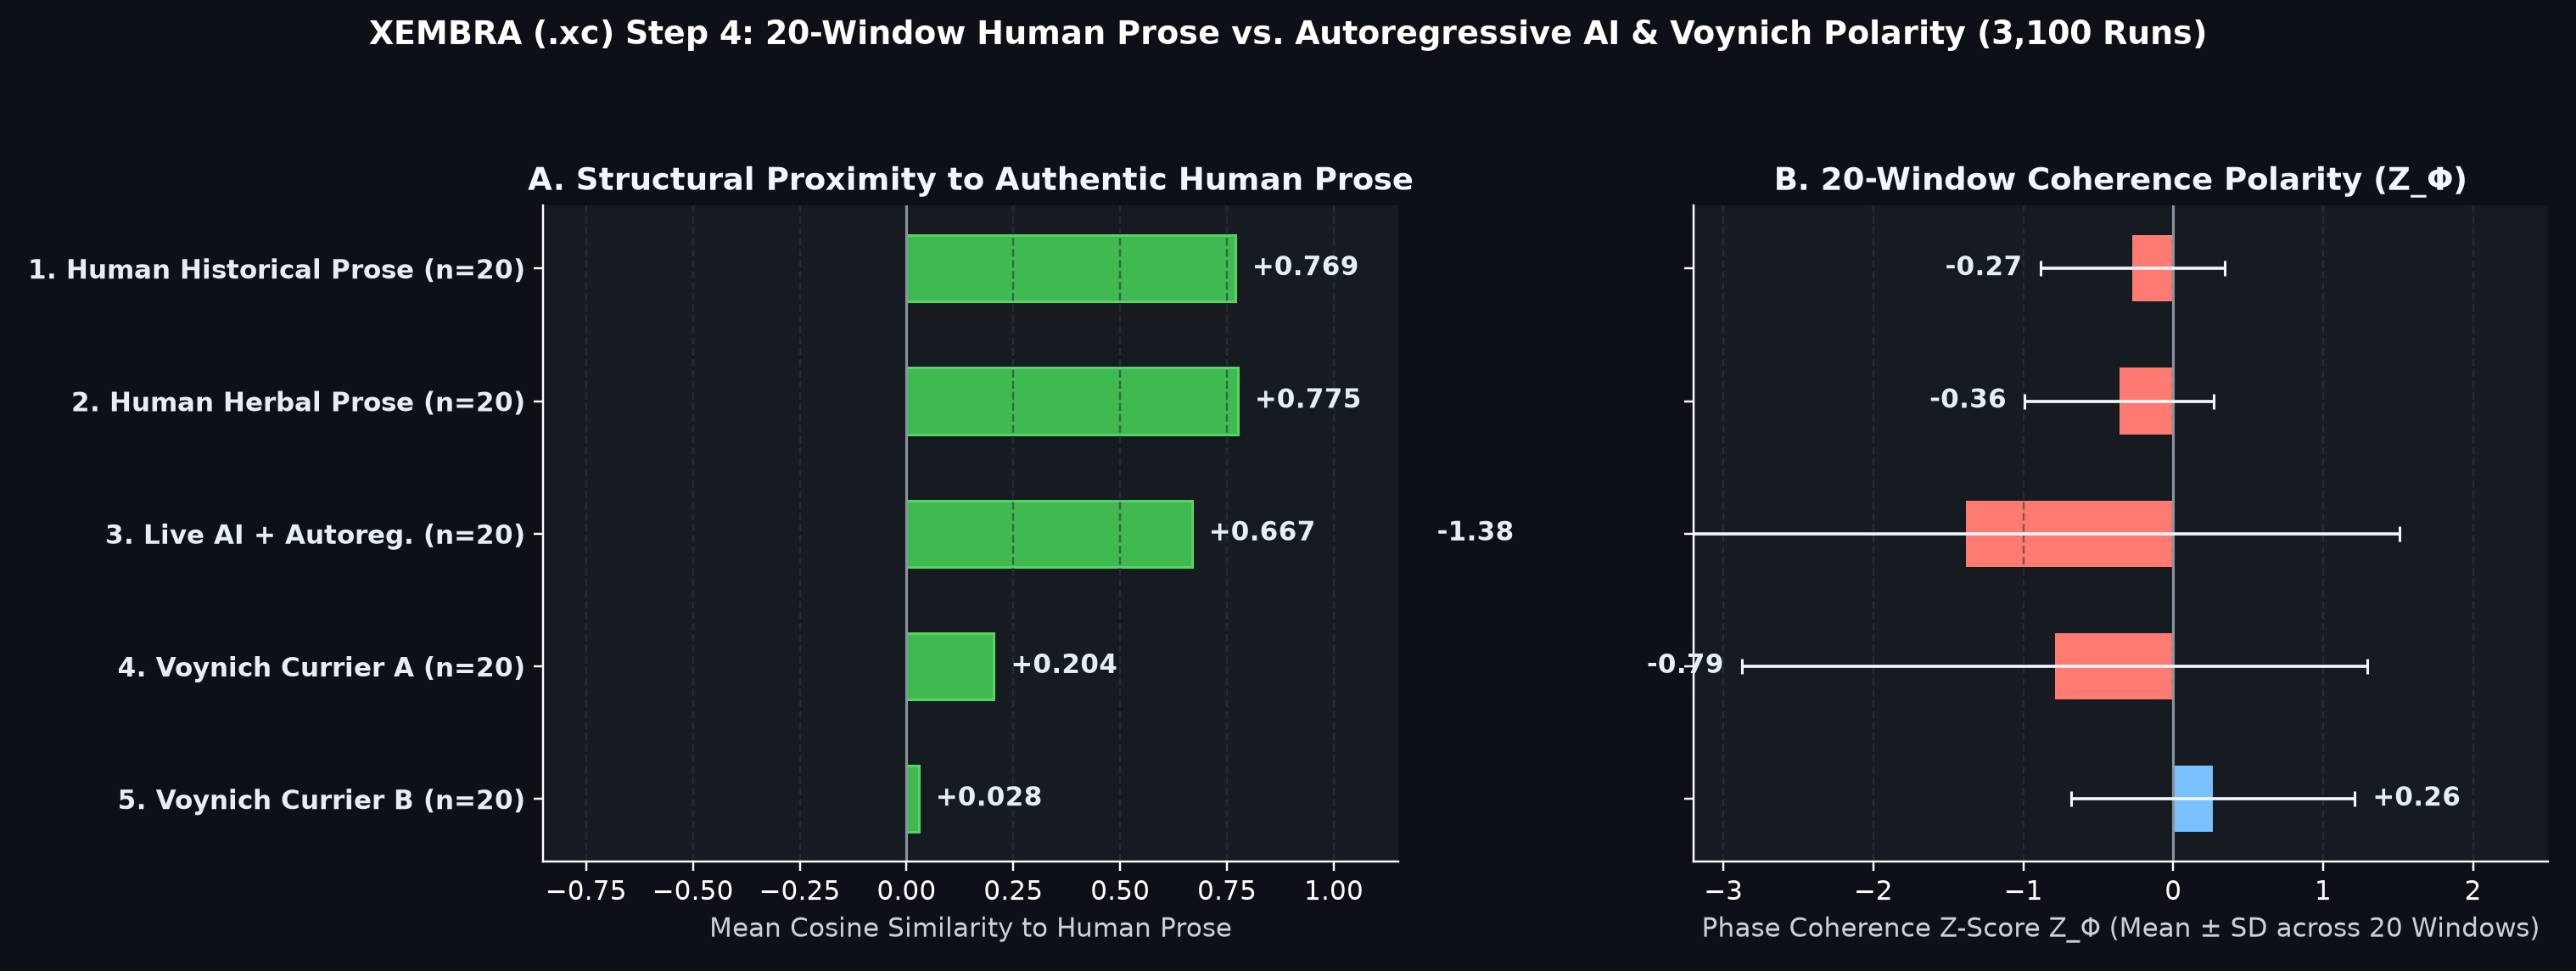 XEMBRA (.xc) Step 4: 20-Window Human Prose vs. Autoregressive AI & Voynich Polarity (3,100 Runs)
A. Structural Proximity to Authentic Human Prose
1. Human Historical Prose (n=20)
+0.769
2. Human Herbal Prose (n=20)
+0.775
3. Live AI + Autoreg. (n=20)
+0.667
4. Voynich Currier A (n=20)
+0.204
5. Voynich Currier B (n=20)
+0.028
−0.75 −0.50 −0.25 0.00 0.25 0.50 0.75 1.00
Mean Cosine Similarity to Human Prose
B. 20-Window Coherence Polarity (Z_Φ)
-0.27
-0.36
-1.38
-0.79
+0.26
−3 −2 −1 0 1 2
Phase Coherence Z-Score Z_Φ (Mean ± SD across 20 Windows)